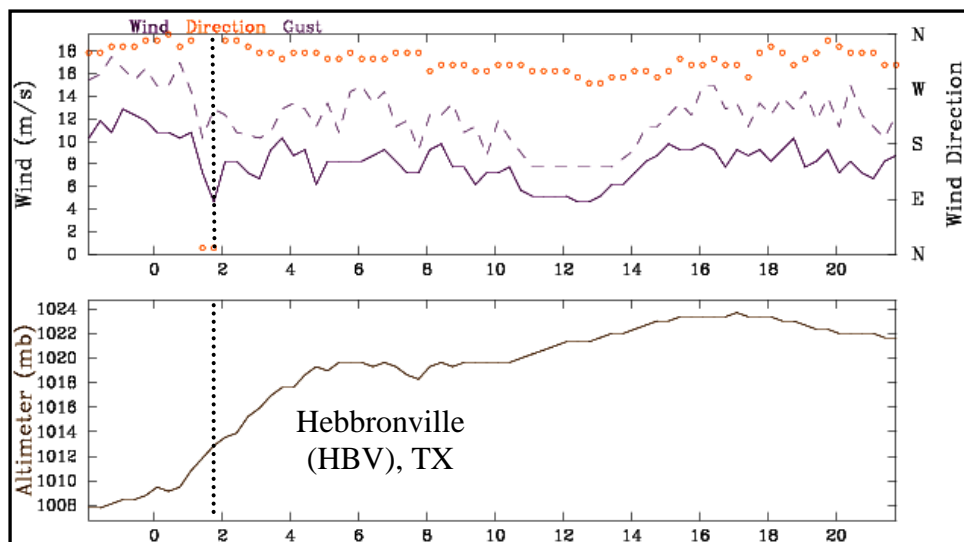 Wind Direction Gust
Wind (m/s)
18
16
14
12
10
8
6
4
2
0
N
W
S
E
N
Wind Direction
0 2 4 6 8 10 12 14 16 18 20
Altimeter (mb)
1024
1022
1020
1018
1016
1014
1012
1010
1008
Hebbronville
(HBV), TX
0 2 4 6 8 10 12 14 16 18 20